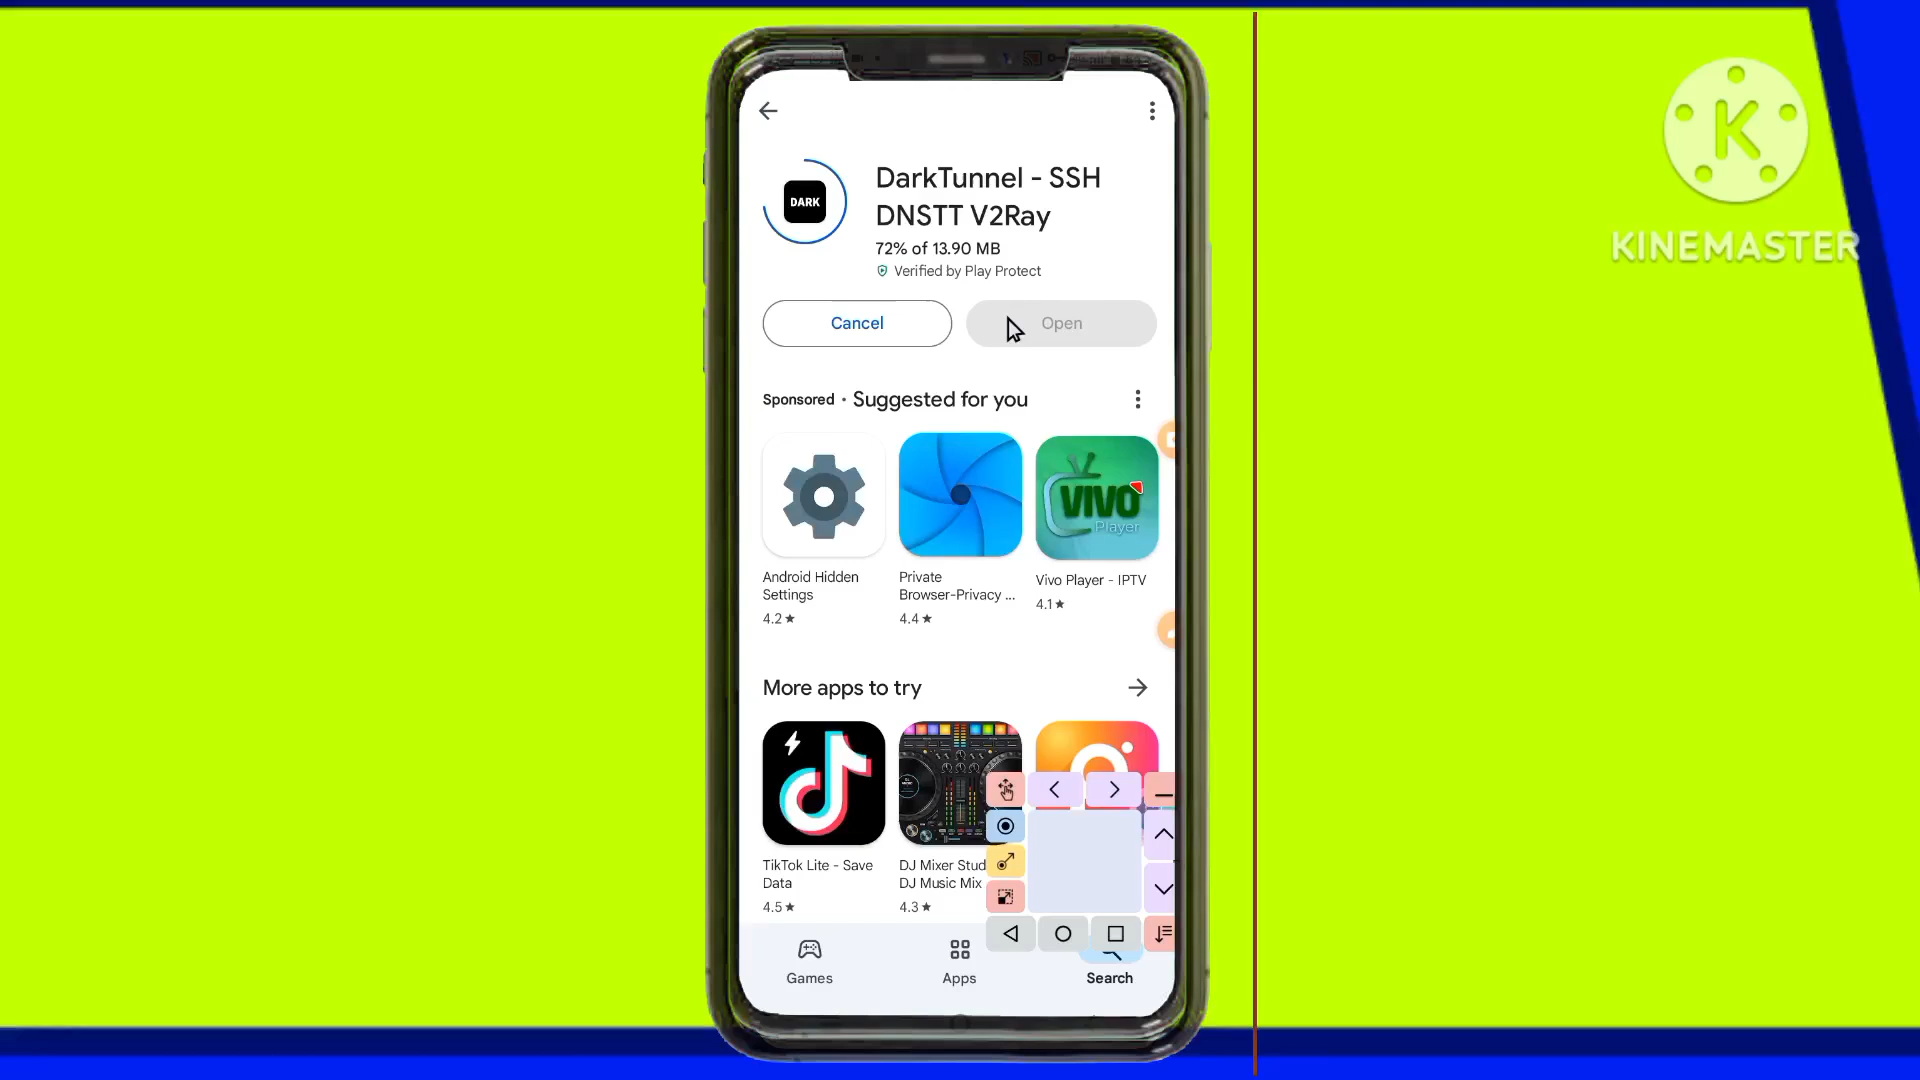 K
KINEMASTER
DARK
DarkTunnel - SSH
DNSTT V2Ray
72% of 13.90 MB
Verified by Play Protect
Cancel
Open
Sponsored • Suggested for you
VIVO
Player
Android Hidden
Settings
4.2★
Private
Browser-Privacy ...
4.4★
Vivo Player - IPTV
4.1★
More apps to try
TikTok Lite - Save
Data
4.5★
DJ Mixer Stud
DJ Music Mix
4.3★
Games
Apps
Search